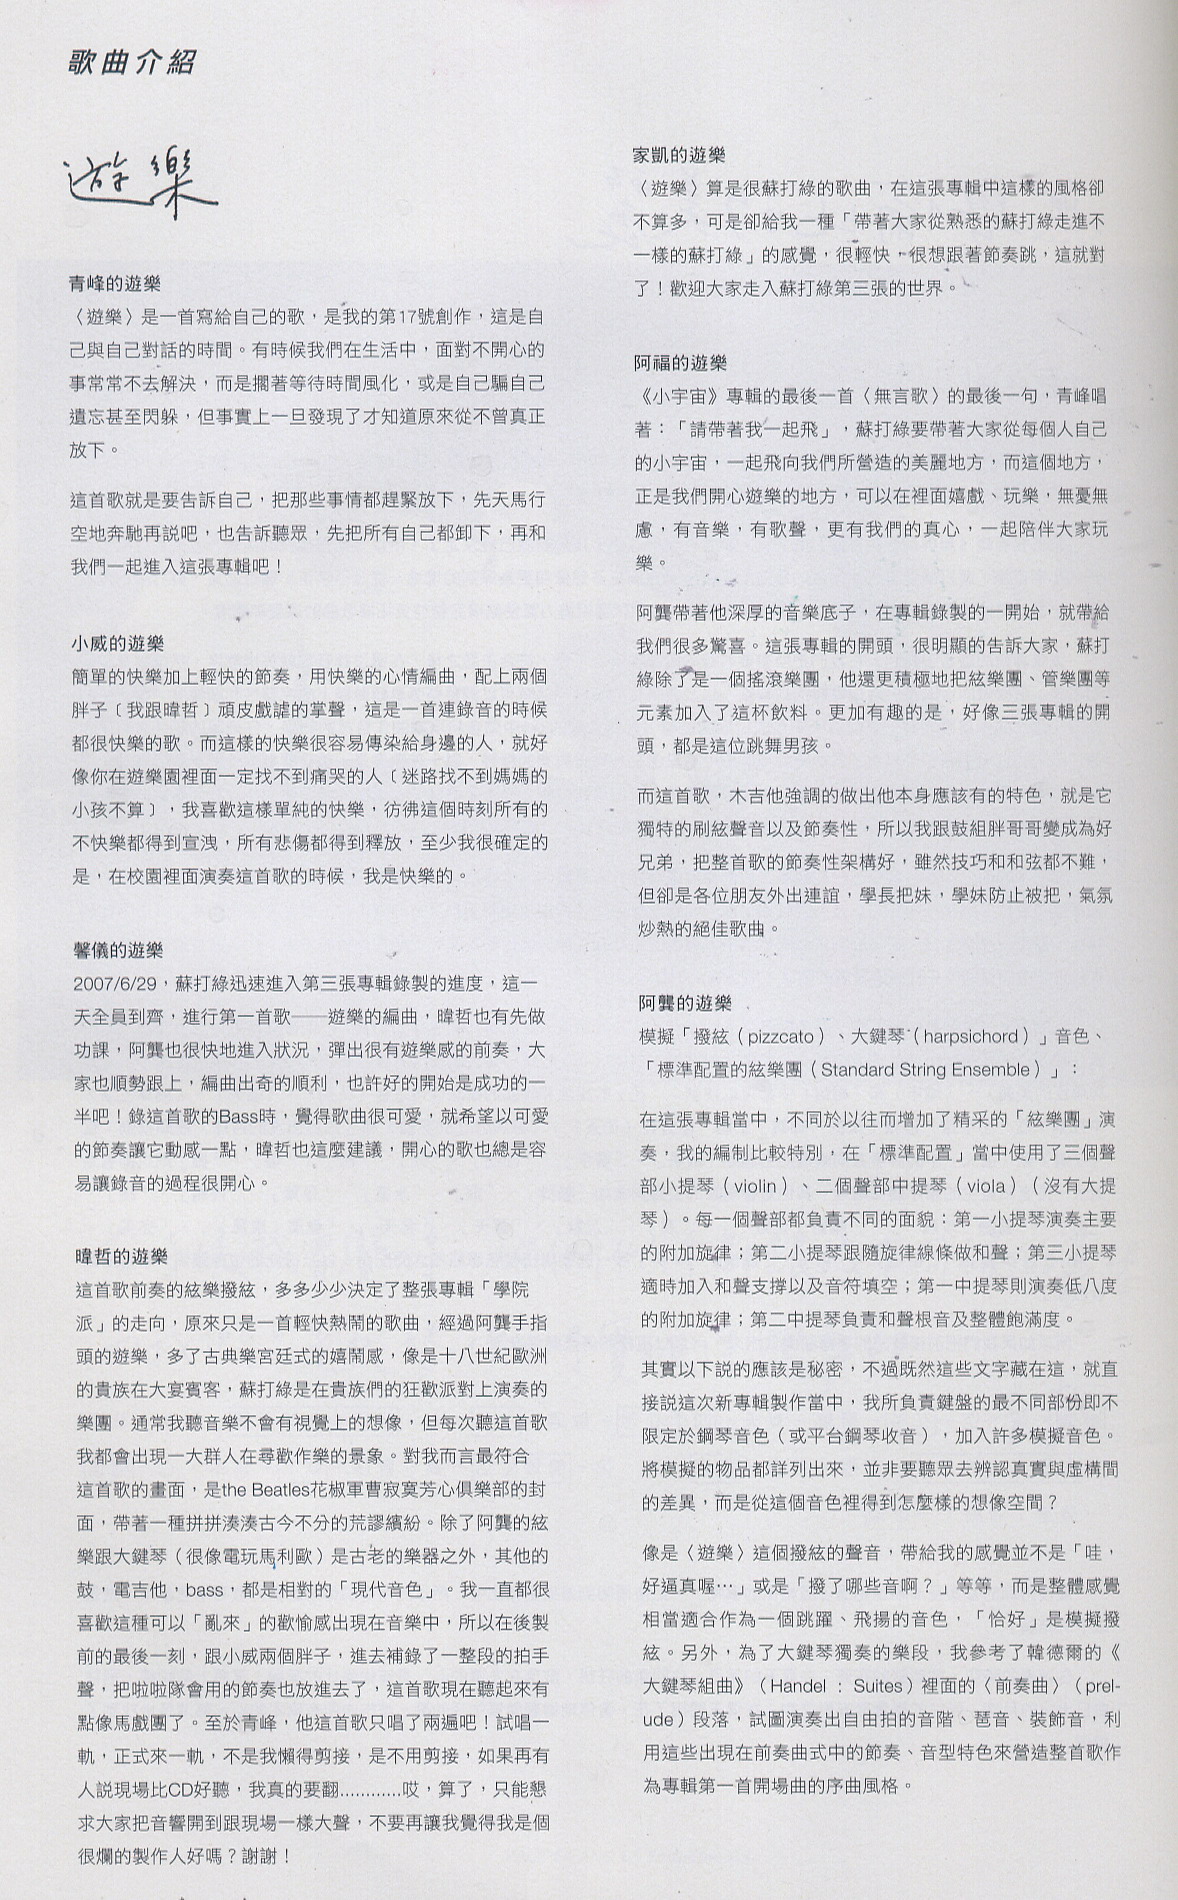 歌曲介紹
遊樂
青峰的遊樂
〈遊樂〉是一首寫給自己的歌，是我的第17號創作，這是自
己與自己對話的時間。有時候我們在生活中，面對不開心的
事常常不去解決，而是擱著等待時間風化，或是自己騙自己
遺忘甚至閃躲，但事實上一旦發現了才知道原來從不曾真正
放下。
這首歌就是要告訴自己，把那些事情都趕緊放下，先天馬行
空地奔馳再說吧，也告訴聽眾，先把所有自己都卸下，再和
我們一起進入這張專輯吧！
小威的遊樂
簡單的快樂加上輕快的節奏，用快樂的心情編曲，配上兩個
胖子〔我跟暐哲〕頑皮戲謔的掌聲，這是一首連錄音的時候
都很快樂的歌。而這樣的快樂很容易傳染給身邊的人，就好
像你在遊樂園裡面一定找不到痛哭的人〔迷路找不到媽媽的
小孩不算〕，我喜歡這樣單純的快樂，彷彿這個時刻所有的
不快樂都得到宣洩，所有悲傷都得到釋放，至少我很確定的
是，在校園裡面演奏這首歌的時候，我是快樂的。
馨儀的遊樂
2007/6/29，蘇打綠迅速進入第三張專輯錄製的進度，這一
天全員到齊，進行第一首歌——遊樂的編曲，暐哲也有先做
功課，阿龔也很快地進入狀況，彈出很有遊樂感的前奏，大
家也順勢跟上，編曲出奇的順利，也許好的開始是成功的一
半吧！錄這首歌的Bass時，覺得歌曲很可愛，就希望以可愛
的節奏讓它動感一點，暐哲也這麼建議，開心的歌也總是容
易讓錄音的過程很開心。
暐哲的遊樂
這首歌前奏的絃樂撥絃，多多少少決定了整張專輯「學院
派」的走向，原來只是一首輕快熱鬧的歌曲，經過阿龔手指
頭的遊樂，多了古典樂宮廷式的嬉鬧感，像是十八世紀歐洲
的貴族在大宴賓客，蘇打綠是在貴族們的狂歡派對上演奏的
樂團。通常我聽音樂不會有視覺上的想像，但每次聽這首歌
我都會出現一大群人在尋歡作樂的景象。對我而言最符合
這首歌的畫面，是the Beatles花椒軍曹寂寞芳心俱樂部的封
面，帶著一種拼拼湊湊古今不分的荒謬繽紛。除了阿龔的絃
樂跟大鍵琴（很像電玩馬利歐）是古老的樂器之外，其他的
鼓，電吉他，bass，都是相對的「現代音色」。我一直都很
喜歡這種可以「亂來」的歡愉感出現在音樂中，所以在後製
前的最後一刻，跟小威兩個胖子，進去補錄了一整段的拍手
聲，把啦啦隊會用的節奏也放進去了，這首歌現在聽起來有
點像馬戲團了。至於青峰，他這首歌只唱了兩遍吧！試唱一
軌，正式來一軌，不是我懶得剪接，是不用剪接，如果再有
人說現場比CD好聽，我真的要翻............哎，算了，只能懇
求大家把音響開到跟現場一樣大聲，不要再讓我覺得我是個
很爛的製作人好嗎？謝謝！
家凱的遊樂
〈遊樂〉算是很蘇打綠的歌曲，在這張專輯中這樣的風格卻
不算多，可是卻給我一種「帶著大家從熟悉的蘇打綠走進不
一樣的蘇打綠」的感覺，很輕快，很想跟著節奏跳，這就對
了！歡迎大家走入蘇打綠第三張的世界。
阿福的遊樂
《小宇宙》專輯的最後一首〈無言歌〉的最後一句，青峰唱
著：「請帶著我一起飛」，蘇打綠要帶著大家從每個人自己
的小宇宙，一起飛向我們所營造的美麗地方，而這個地方，
正是我們開心遊樂的地方，可以在裡面嬉戲、玩樂，無憂無
慮，有音樂，有歌聲，更有我們的真心，一起陪伴大家玩
樂。
阿龔帶著他深厚的音樂底子，在專輯錄製的一開始，就帶給
我們很多驚喜。這張專輯的開頭，很明顯的告訴大家，蘇打
綠除了是一個搖滾樂團，他還更積極地把絃樂團、管樂團等
元素加入了這杯飲料。更加有趣的是，好像三張專輯的開
頭，都是這位跳舞男孩。
而這首歌，木吉他強調的做出他本身應該有的特色，就是它
獨特的刷絃聲音以及節奏性，所以我跟鼓組胖哥哥變成為好
兄弟，把整首歌的節奏性架構好，雖然技巧和和弦都不難，
但卻是各位朋友外出連誼，學長把妹，學妹防止被把，氣氛
炒熱的絕佳歌曲。
阿龔的遊樂
模擬「撥絃（pizzcato）、大鍵琴（harpsichord）」音色、
「標準配置的絃樂團（Standard String Ensemble）」：
在這張專輯當中，不同於以往而增加了精采的「絃樂團」演
奏，我的編制比較特別，在「標準配置」當中使用了三個聲
部小提琴（violin）、二個聲部中提琴（viola）（沒有大提
琴）。每一個聲部都負責不同的面貌：第一小提琴演奏主要
的附加旋律；第二小提琴跟隨旋律線條做和聲；第三小提琴
適時加入和聲支撐以及音符填空；第一中提琴則演奏低八度
的附加旋律；第二中提琴負責和聲根音及整體飽滿度。
其實以下說的應該是秘密，不過既然這些文字藏在這，就直
接說這次新專輯製作當中，我所負責鍵盤的最不同部份即不
限定於鋼琴音色（或平台鋼琴收音），加入許多模擬音色。
將模擬的物品都詳列出來，並非要聽眾去辨認真實與虛構間
的差異，而是從這個音色裡得到怎麼樣的想像空間？
像是〈遊樂〉這個撥絃的聲音，帶給我的感覺並不是「哇，
好逼真喔…」或是「撥了哪些音啊？」等等，而是整體感覺
相當適合作為一個跳躍、飛揚的音色，「恰好」是模擬撥
絃。另外，為了大鍵琴獨奏的樂段，我參考了韓德爾的《
大鍵琴組曲》（Handel：Suites）裡面的〈前奏曲〉（prel-
ude）段落，試圖演奏出自由拍的音階、琶音、裝飾音，利
用這些出現在前奏曲式中的節奏、音型特色來營造整首歌作
為專輯第一首開場曲的序曲風格。